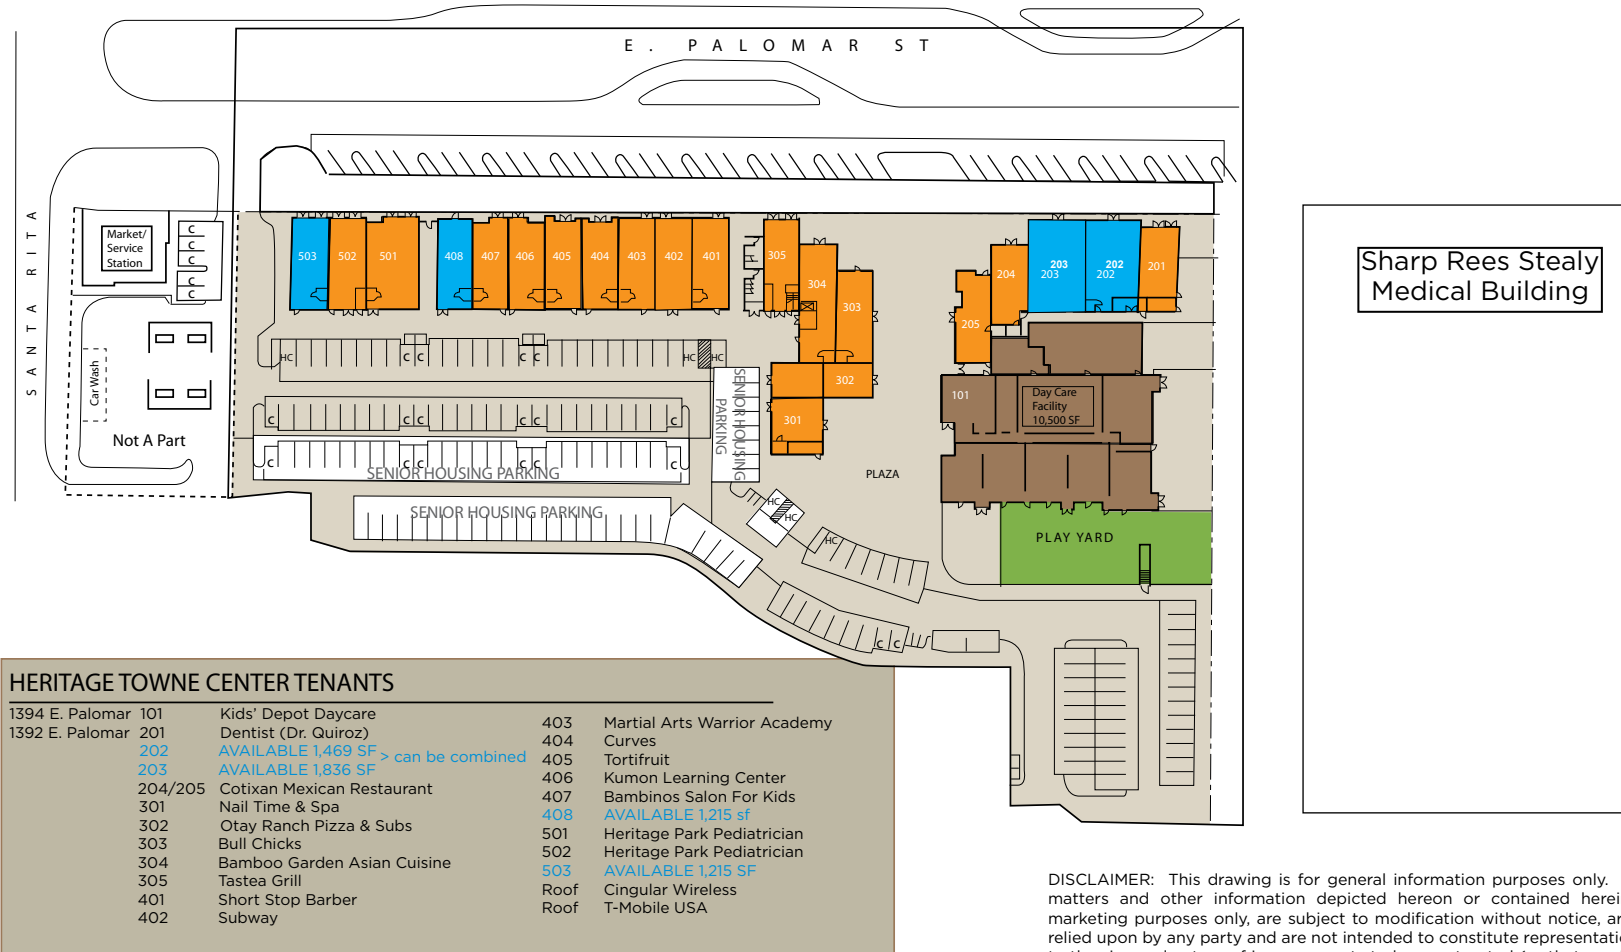 E. PALOMAR ST
SANTA RITA
Market/
Service
Station
C
C
C
C
C
Car Wash
Not A Part
503
502
501
408
407
406
405
404
403
402
401
305
304
303
302
301
203
203
202
202
201
204
205
101
Day Care
Facility
10,500 SF
HC
C C
C C
HC
HC
C
C C
C C
C
C
C C
C C
C
SENIOR HOUSING PARKING
SENIOR HOUSING PARKING
SENIOR HOUSING
PARKING
PLAZA
HC
HC
HC
C C
PLAY YARD
Sharp Rees Stealy
Medical Building
HERITAGE TOWNE CENTER TENANTS
1394 E. Palomar 101 Kids' Depot Daycare
1392 E. Palomar 201 Dentist (Dr. Quiroz)
202 AVAILABLE 1,469 SF
> can be combined
203 AVAILABLE 1,836 SF
204/205 Cotixan Mexican Restaurant
301 Nail Time & Spa
302 Otay Ranch Pizza & Subs
303 Bull Chicks
304 Bamboo Garden Asian Cuisine
305 Tastea Grill
401 Short Stop Barber
402 Subway
403 Martial Arts Warrior Academy
404 Curves
405 Tortifruit
406 Kumon Learning Center
407 Bambinos Salon For Kids
408 AVAILABLE 1,215 sf
501 Heritage Park Pediatrician
502 Heritage Park Pediatrician
503 AVAILABLE 1,215 SF
Roof Cingular Wireless
Roof T-Mobile USA
DISCLAIMER: This drawing is for general information purposes only.
matters and other information depicted hereon or contained herei
marketing purposes only, are subject to modification without notice, ar
relied upon by any party and are not intended to constitute representati